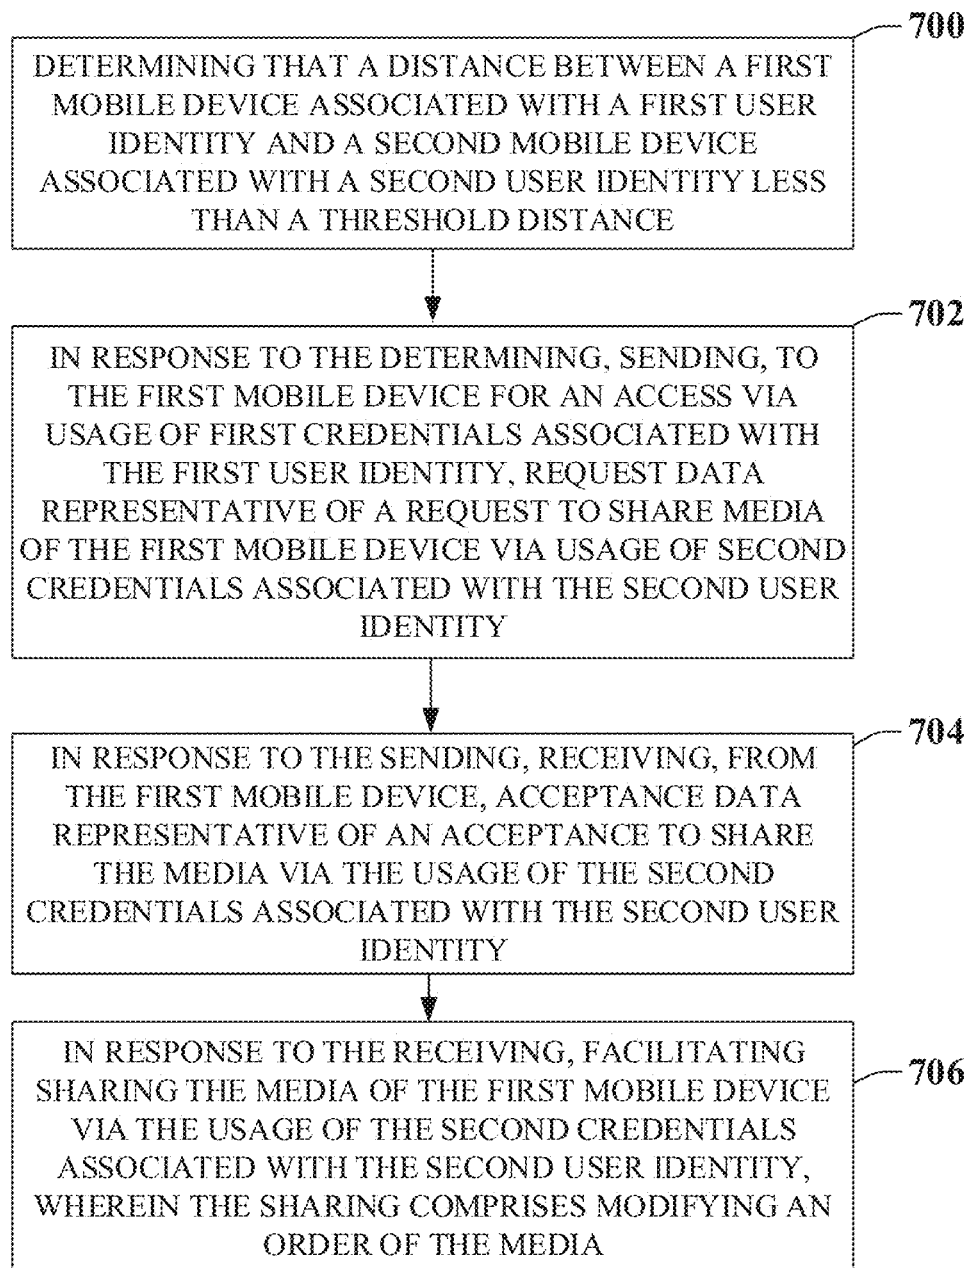 700
DETERMINING THAT A DISTANCE BETWEEN A FIRST
MOBILE DEVICE ASSOCIATED WITH A FIRST USER
IDENTITY AND A SECOND MOBILE DEVICE
ASSOCIATED WITH A SECOND USER IDENTITY LESS
THAN A THRESHOLD DISTANCE
702
IN RESPONSE TO THE DETERMINING, SENDING, TO
THE FIRST MOBILE DEVICE FOR AN ACCESS VIA
USAGE OF FIRST CREDENTIALS ASSOCIATED WITH
THE FIRST USER IDENTITY, REQUEST DATA
REPRESENTATIVE OF A REQUEST TO SHARE MEDIA
OF THE FIRST MOBILE DEVICE VIA USAGE OF SECOND
CREDENTIALS ASSOCIATED WITH THE SECOND USER
IDENTITY
704
IN RESPONSE TO THE SENDING, RECEIVING, FROM
THE FIRST MOBILE DEVICE, ACCEPTANCE DATA
REPRESENTATIVE OF AN ACCEPTANCE TO SHARE
THE MEDIA VIA THE USAGE OF THE SECOND
CREDENTIALS ASSOCIATED WITH THE SECOND USER
IDENTITY
706
IN RESPONSE TO THE RECEIVING, FACILITATING
SHARING THE MEDIA OF THE FIRST MOBILE DEVICE
VIA THE USAGE OF THE SECOND CREDENTIALS
ASSOCIATED WITH THE SECOND USER IDENTITY,
WHEREIN THE SHARING COMPRISES MODIFYING AN
ORDER OF THE MEDIA